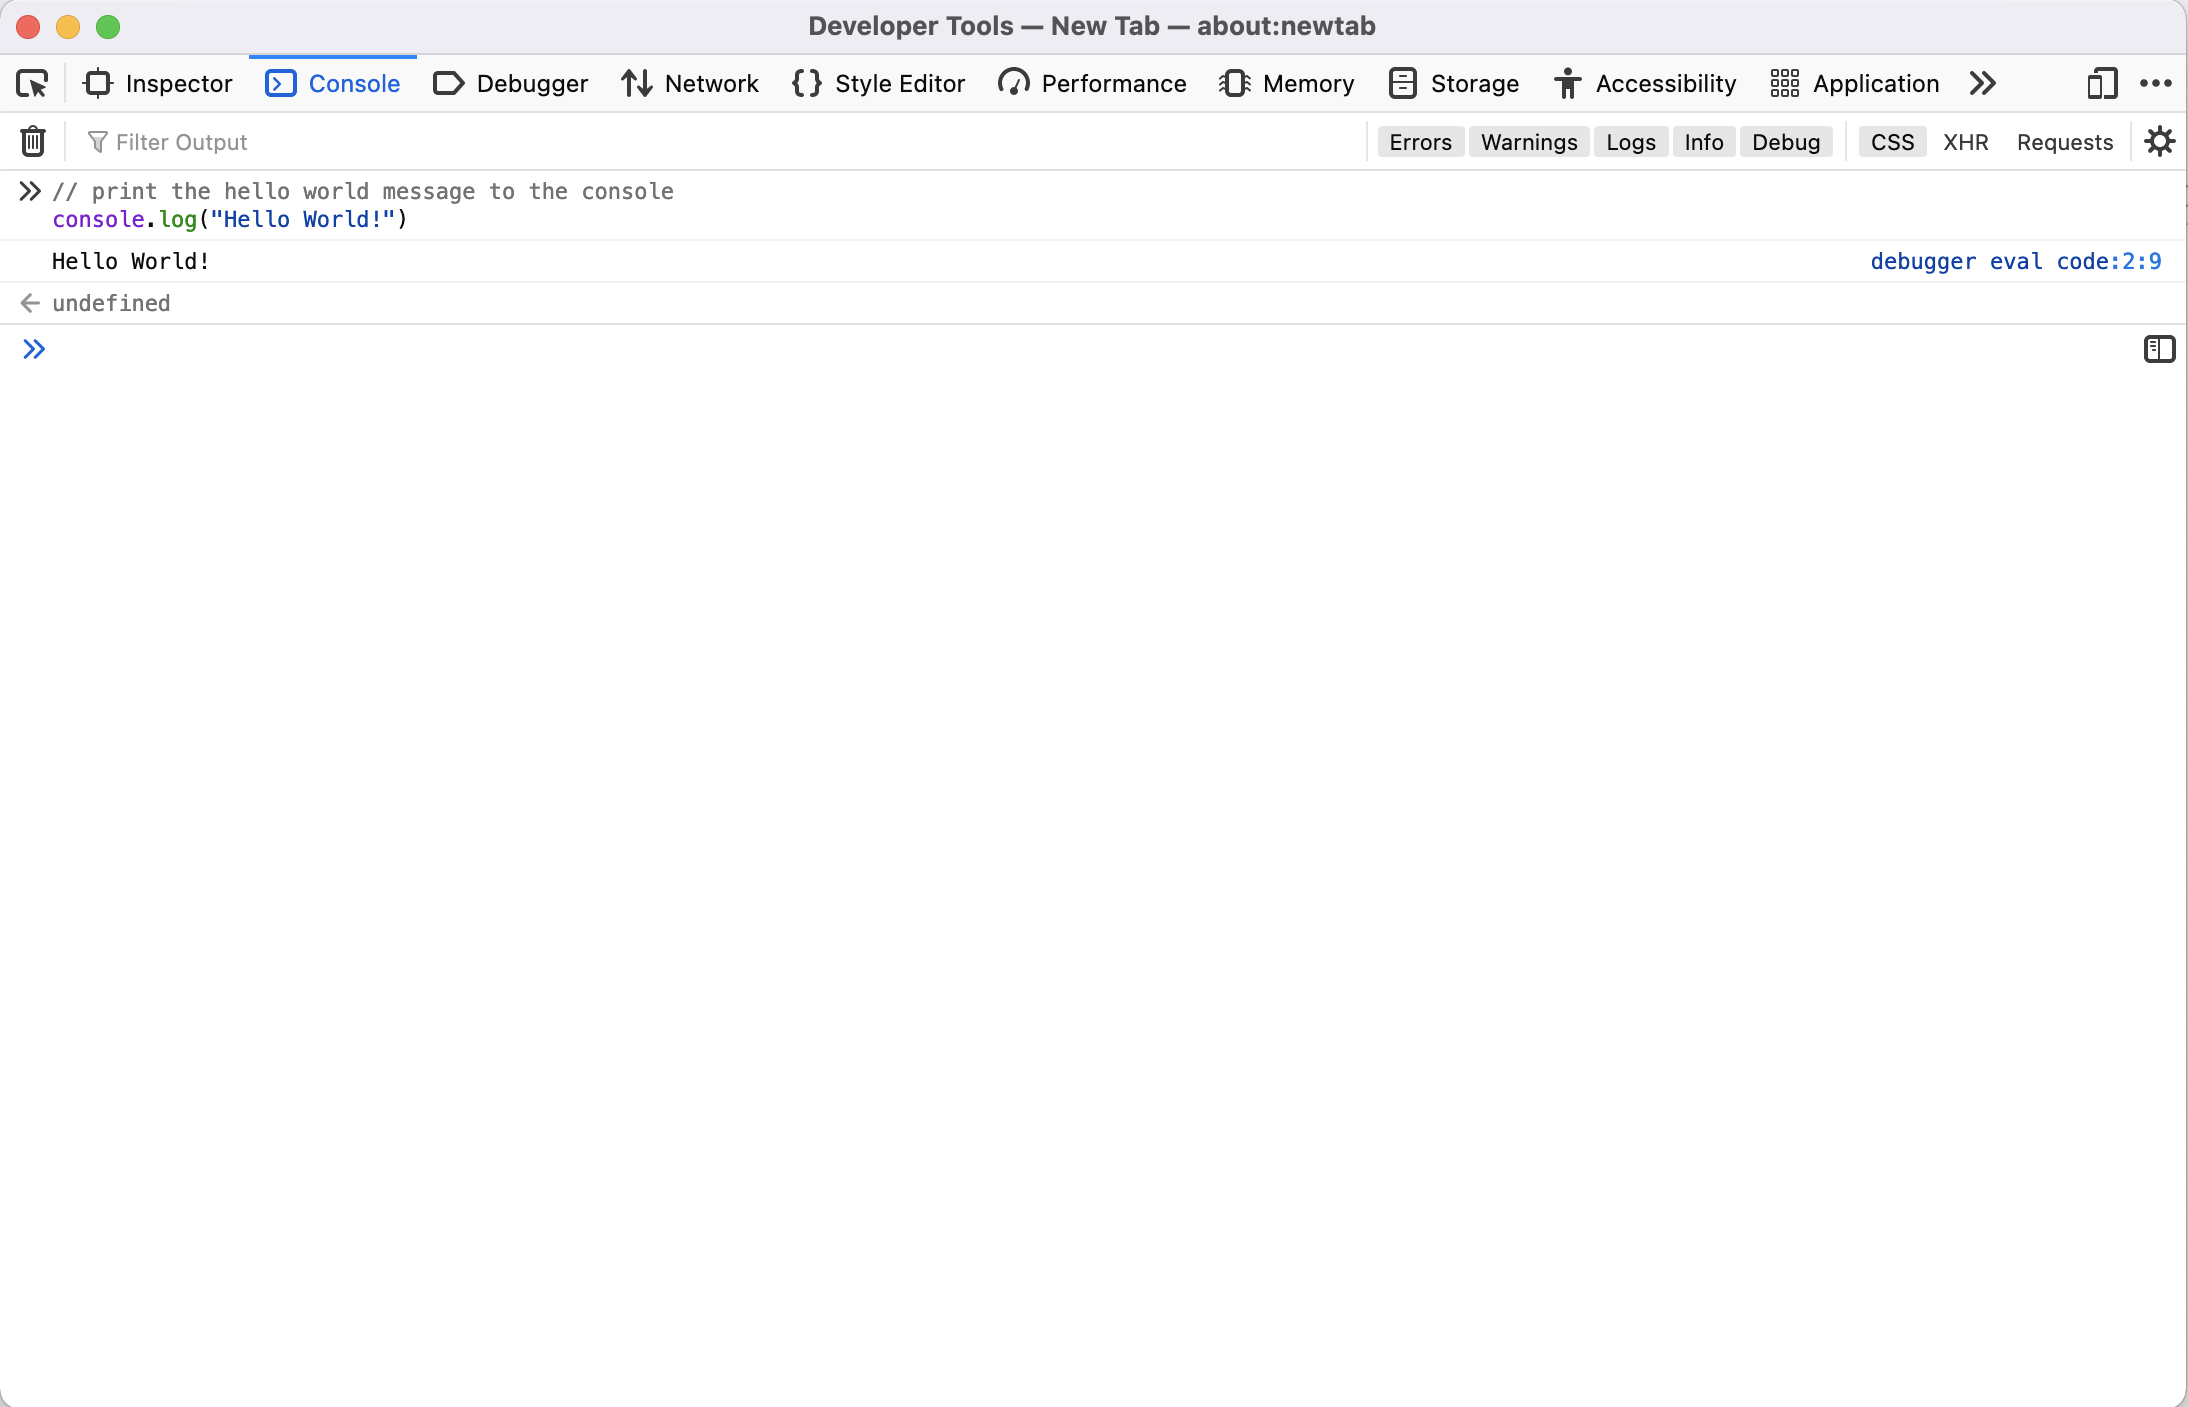 Developer Tools — New Tab — about:newtab
Inspector Console Debugger Network Style Editor Performance Memory Storage Accessibility Application
Filter Output Errors Warnings Logs Info Debug CSS XHR Requests
// print the hello world message to the console
console.log("Hello World!")
Hello World! debugger eval code:2:9
undefined